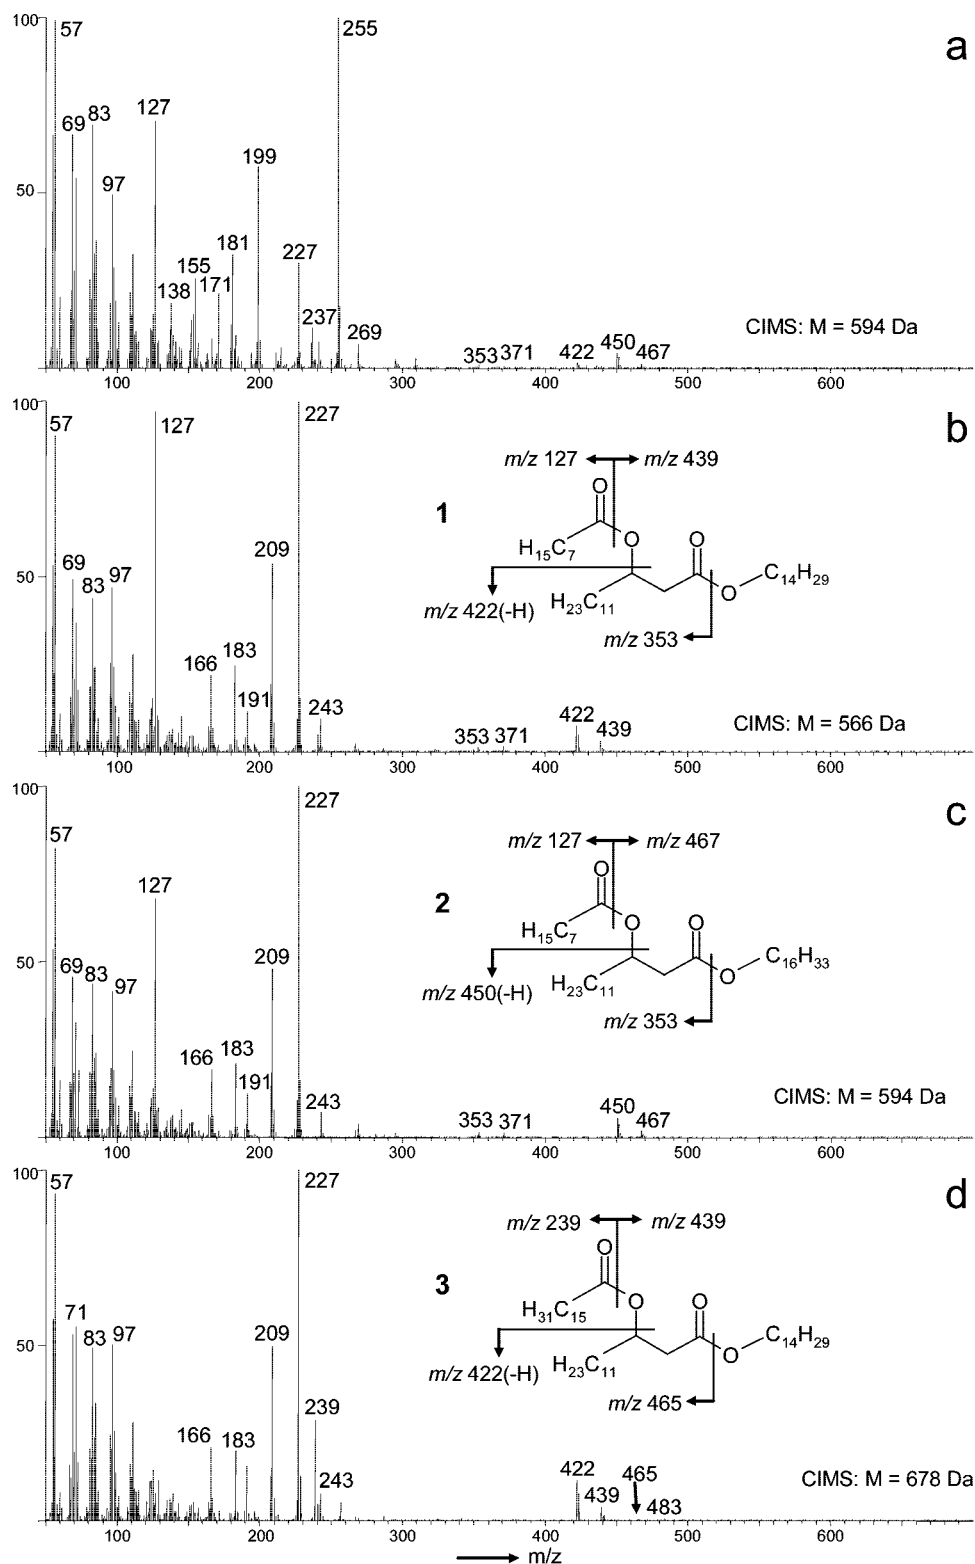 100
57
255
a
69
83
127
97
199
50
138
155
171
181
227
237
269
353
371
422
450
467
CIMS: M = 594 Da
100
200
300
400
500
600
100
57
127
227
b
m/z 127
m/z 439
1
O
O
O
H15C7
O
C14H29
H23C11
m/z 422(-H)
m/z 353
50
69
83
97
166
183
191
209
243
353
371
422
439
CIMS: M = 566 Da
100
200
300
400
500
600
100
57
127
227
c
m/z 127
m/z 467
2
O
O
O
H15C7
O
C16H33
H23C11
m/z 450(-H)
m/z 353
50
69
83
97
166
183
191
209
243
353
371
450
467
CIMS: M = 594 Da
100
200
300
400
500
600
100
57
227
d
m/z 239
m/z 439
3
O
O
O
H31C15
O
C14H29
H23C11
m/z 422(-H)
m/z 465
50
71
83
97
166
183
209
239
243
422
439
465
483
CIMS: M = 678 Da
100
200
300
400
500
600
m/z